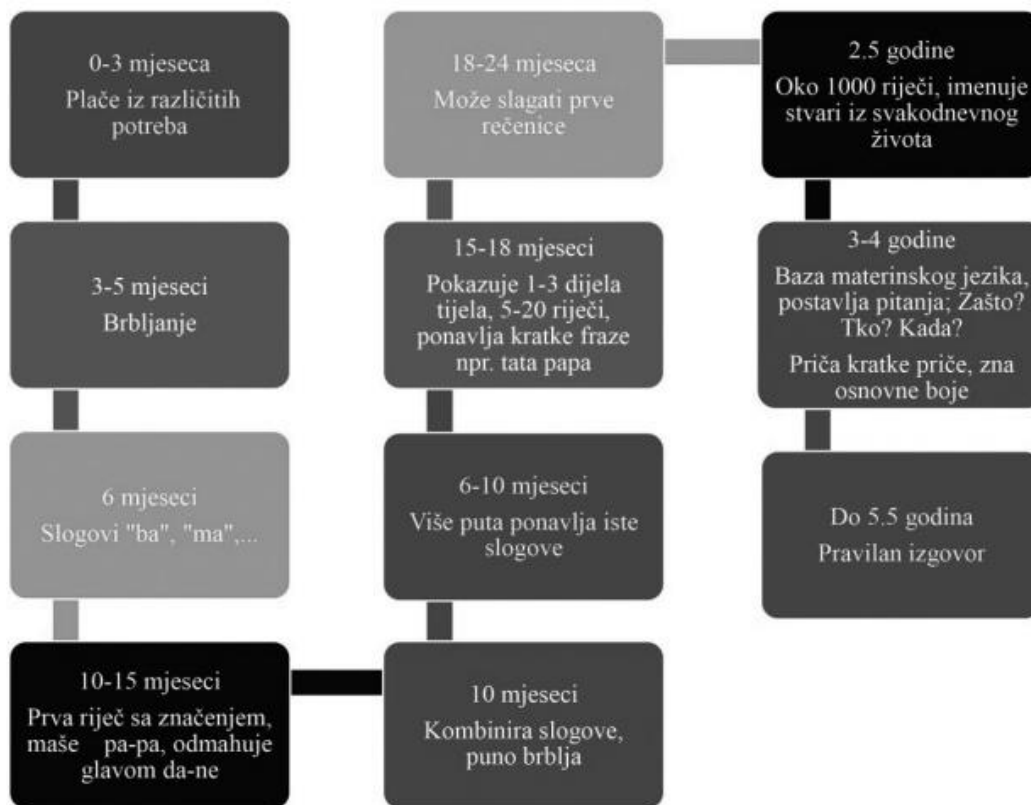 0-3 mjeseca
Plače iz različitih
potreba
3-5 mjeseci
Brbljanje
6 mjeseci
Slogovi "ba", "ma",...
10-15 mjeseci
Prva riječ sa značenjem,
maše pa-pa, odmahuje
glavom da-ne
10 mjeseci
Kombinira slogove,
puno brblja
6-10 mjeseci
Više puta ponavlja iste
slogove
15-18 mjeseci
Pokazuje 1-3 dijela
tijela, 5-20 riječi,
ponavlja kratke fraze
npr. tata papa
18-24 mjeseca
Može slagati prve
rečenice
2.5 godine
Oko 1000 riječi, imenuje
stvari iz svakodnevnog
života
3-4 godine
Baza materinskog jezika,
postavlja pitanja; Zašto?
Tko? Kada?
Priča kratke priče, zna
osnovne boje
Do 5.5 godina
Pravilan izgovor